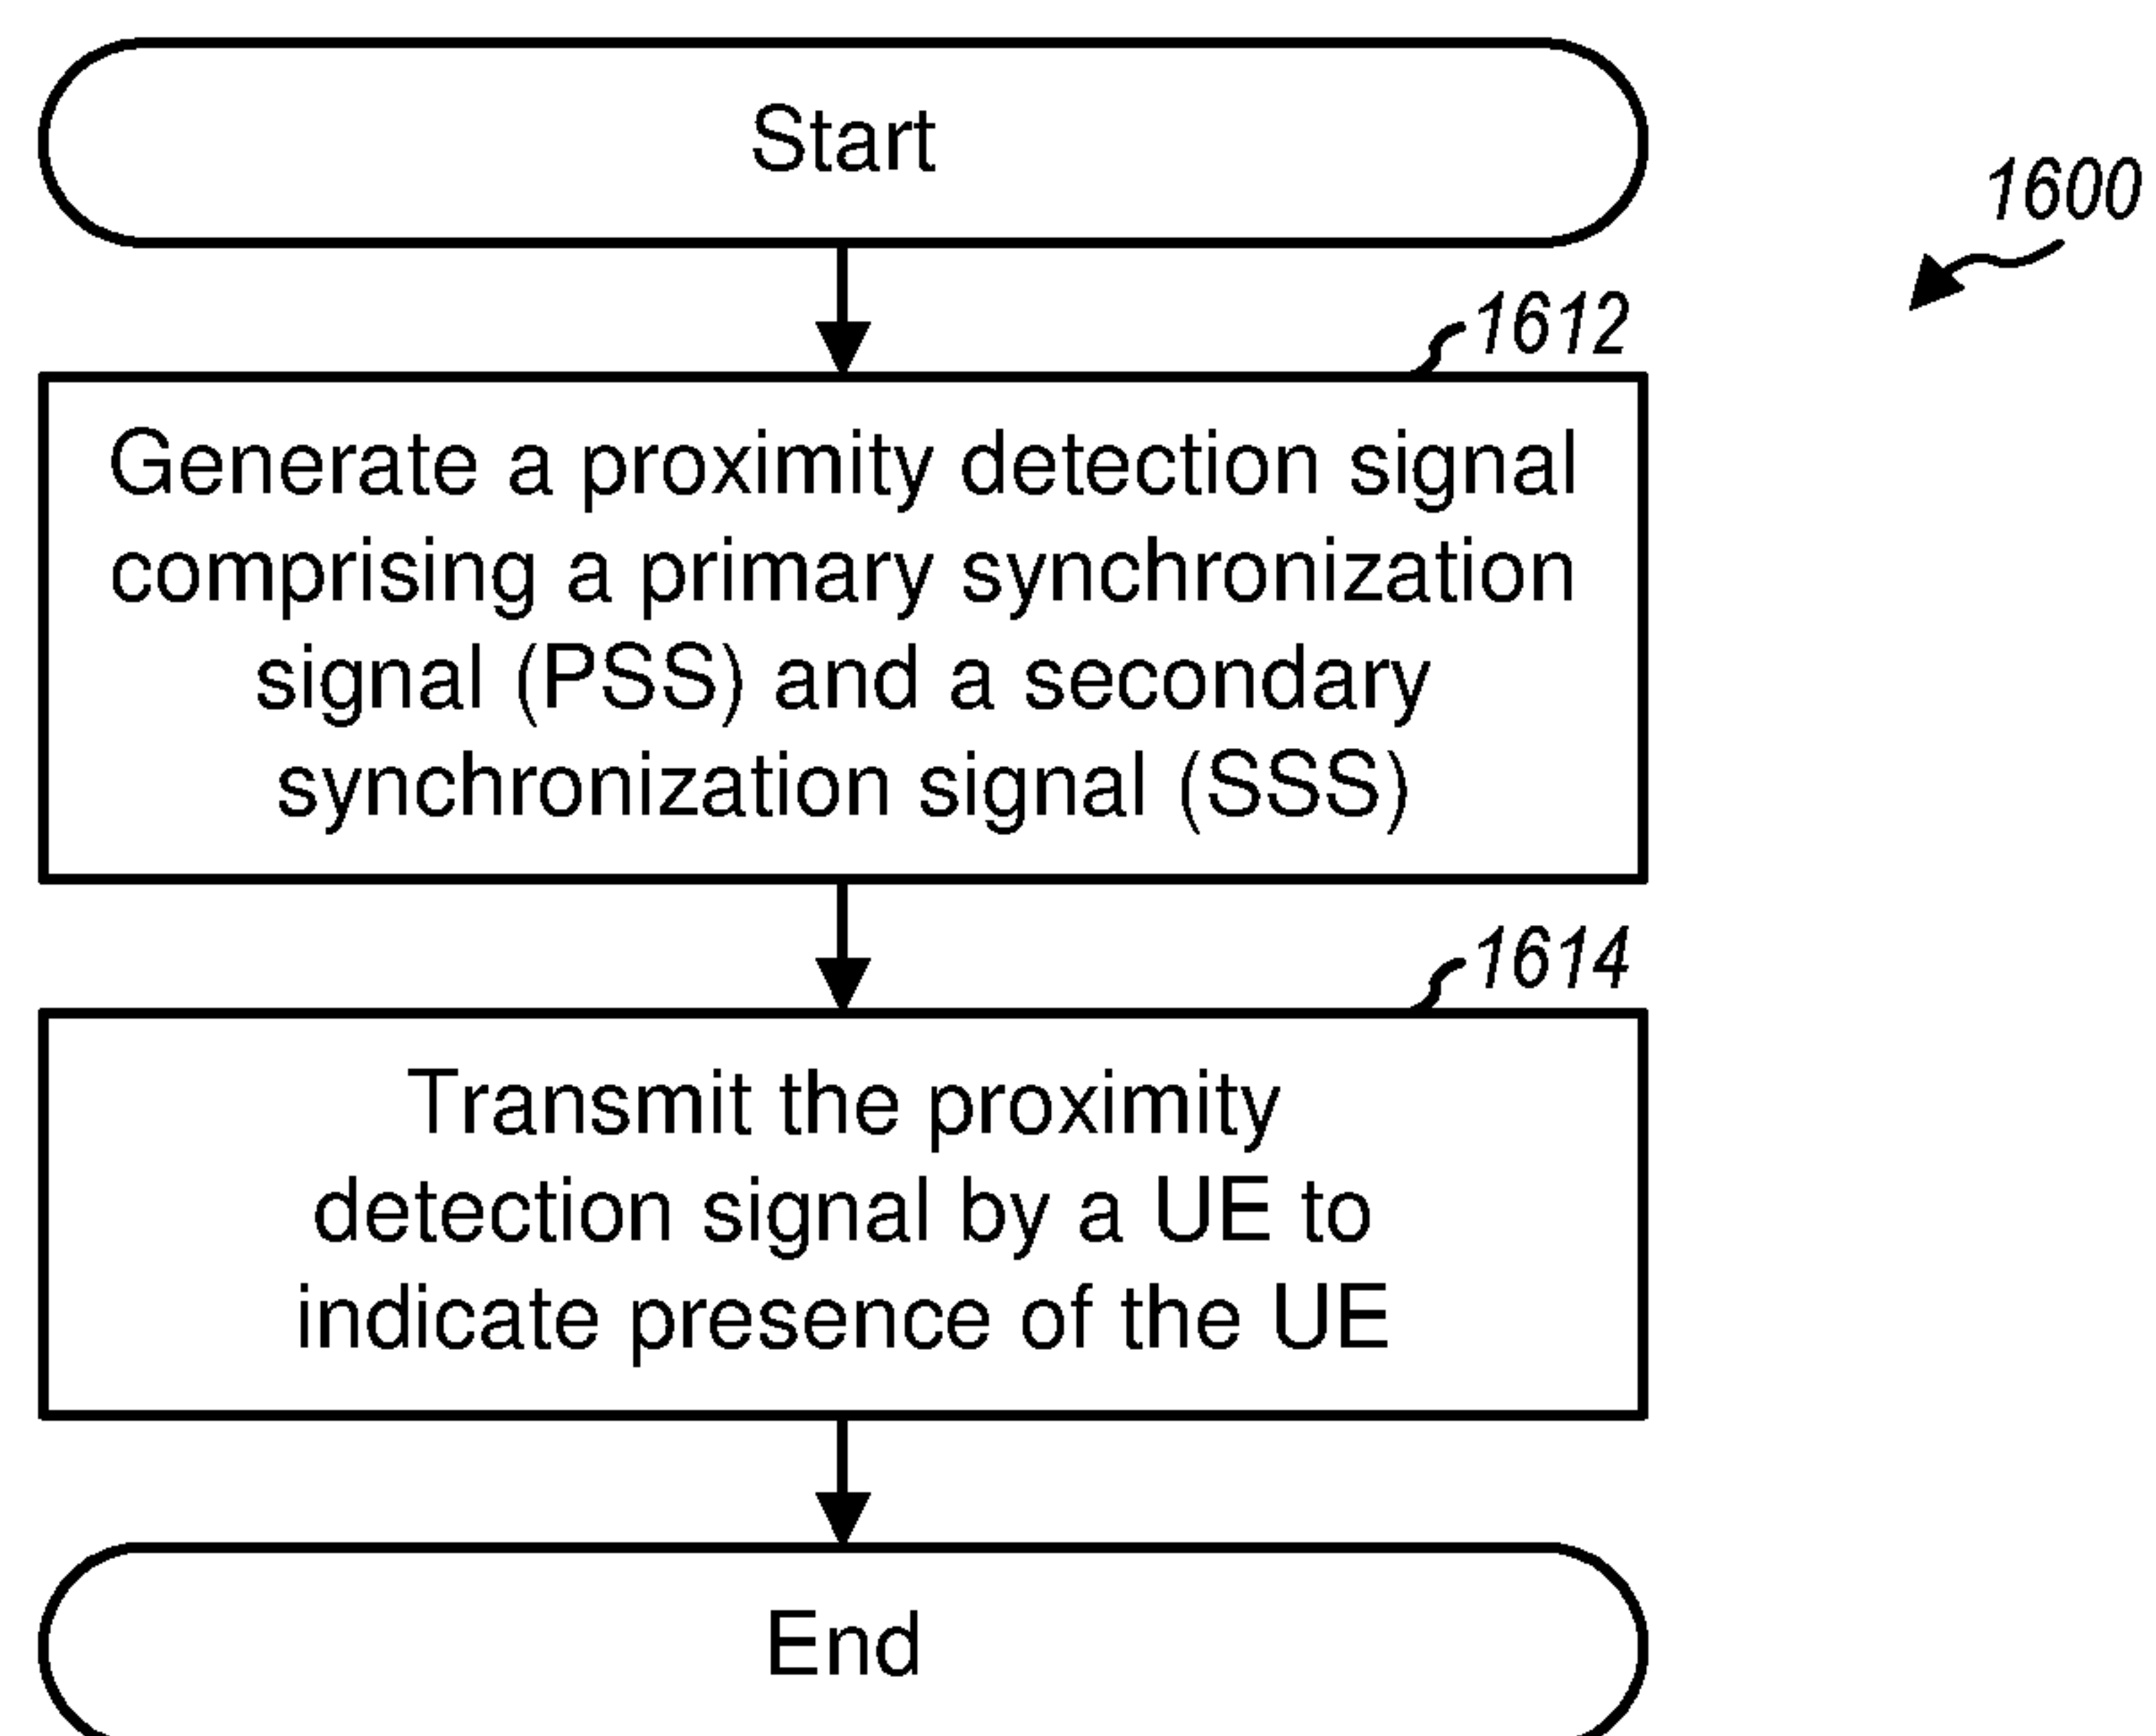 Start
1600
1612
Generate a proximity detection signal
comprising a primary synchronization
signal (PSS) and a secondary
synchronization signal (SSS)
1614
Transmit the proximity
detection signal by a UE to
indicate presence of the UE
End